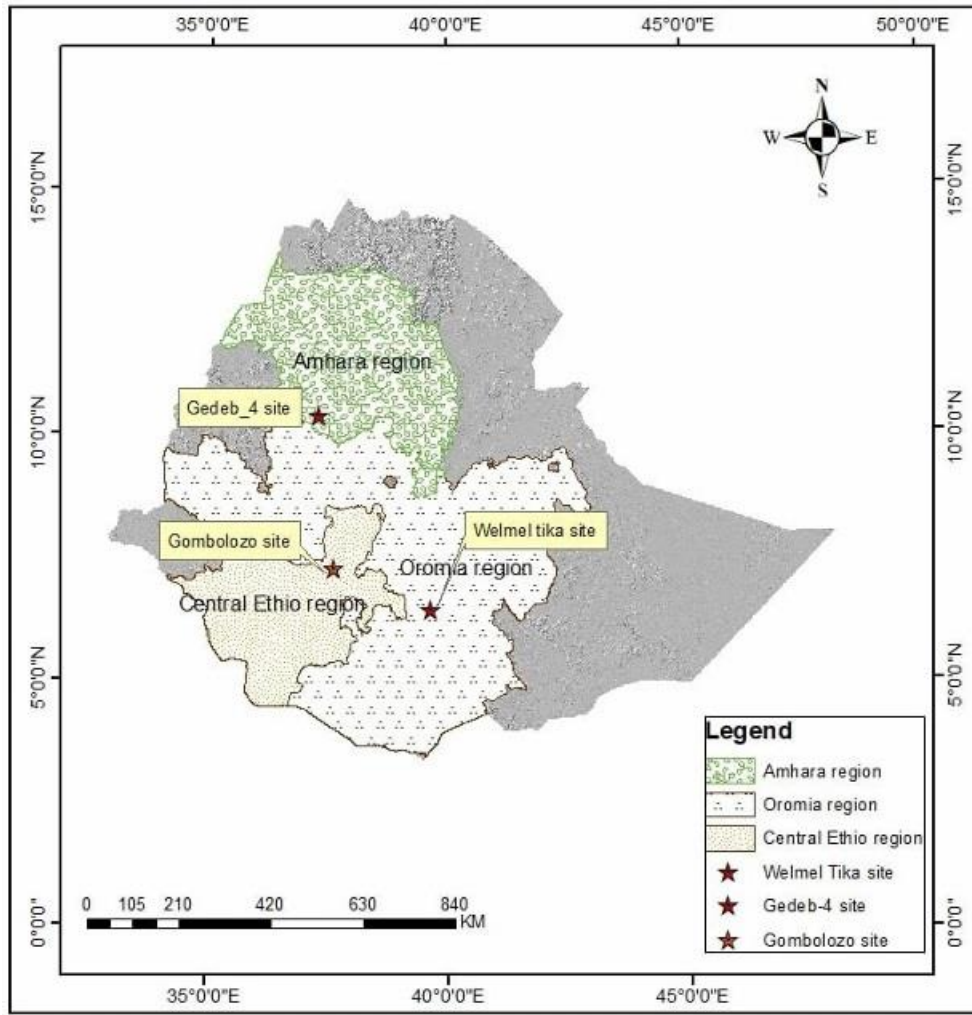 35°0'0"E 40°0'0"E 45°0'0"E 50°0'0"E
N
W E
S
15°0'0"N 15°0'0"N
Amhara region
Gedeb_4 site
10°0'0"N 10°0'0"N
Welmel tika site
Gombolozo site
Oromia region
Central Ethio region
5°0'0"N 5°0'0"N
Legend
Amhara region
Oromia region
Central Ethio region
Welmel Tika site
Gedeb-4 site
Gombolozo site
0 105 210 420 630 840
KM
0°0'0" 0°0'0"
35°0'0"E 40°0'0"E 45°0'0"E